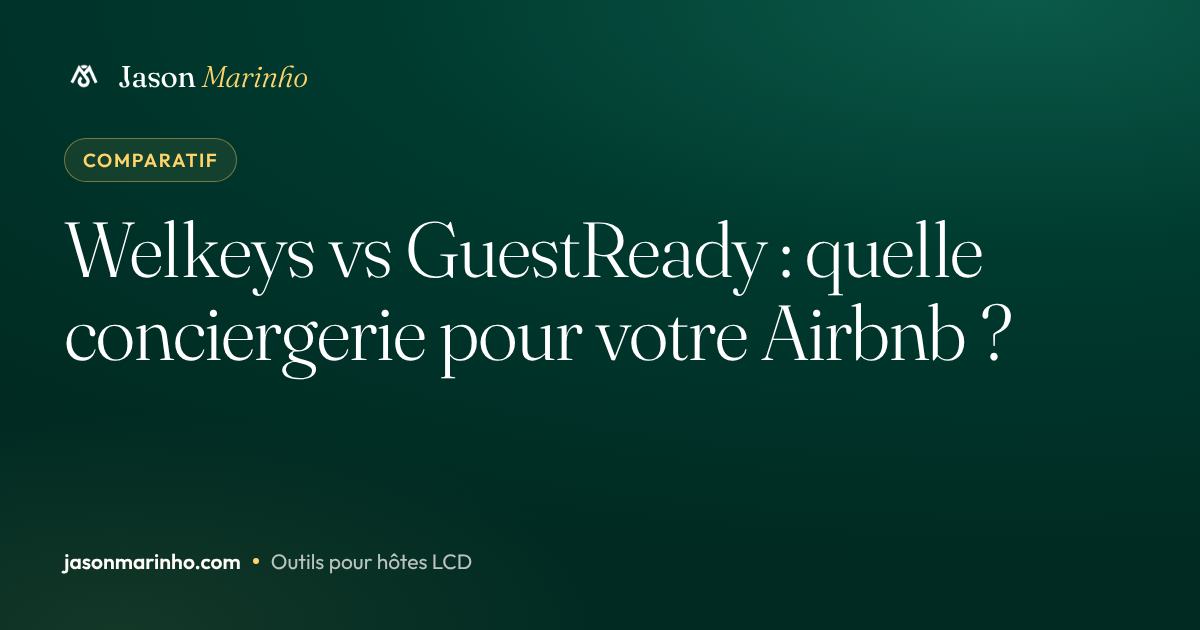 Jason Marinho
COMPARATIF
Welkeys vs GuestReady : quelle
conciergerie pour votre Airbnb ?
jasonmarinho.com • Outils pour hôtes LCD